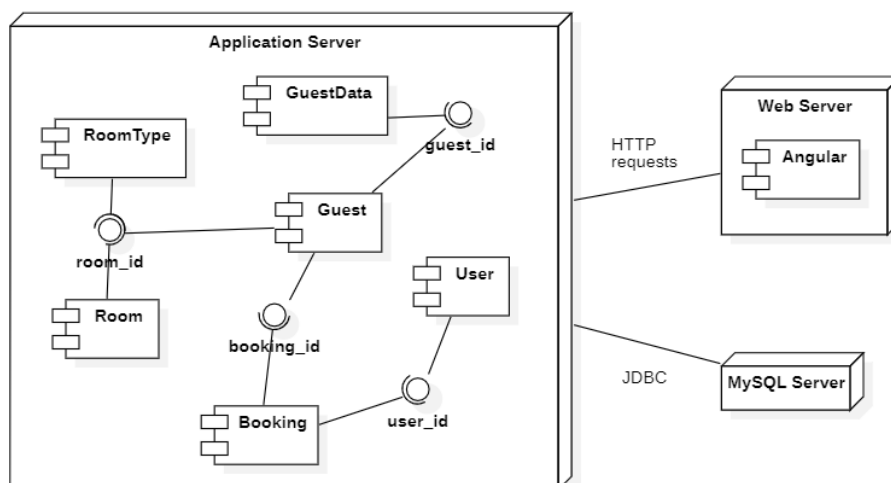 Application Server
GuestData
guest_id
RoomType
Guest
room_id
Room
User
booking_id
Booking
user_id
HTTP
requests
Web Server
Angular
JDBC
MySQL Server